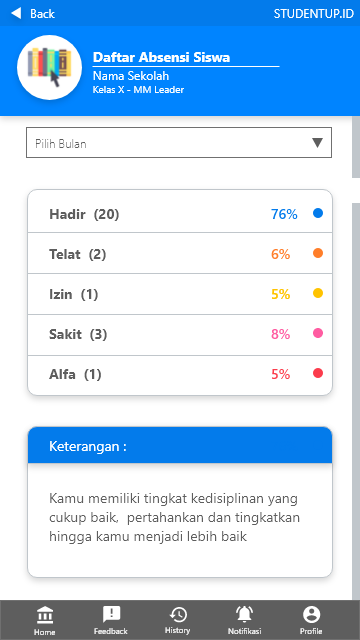 Back STUDENTUP.ID
Daftar Absensi Siswa
Nama Sekolah
Kelas X - MM Leader
Pilih Bulan
Hadir (20) 76%
Telat (2) 6%
Izin (1) 5%
Sakit (3) 8%
Alfa (1) 5%
Keterangan :
Kamu memiliki tingkat kedisiplinan yang
cukup baik, pertahankan dan tingkatkan
hingga kamu menjadi lebih baik
Home Feedback History Notifikasi Profile